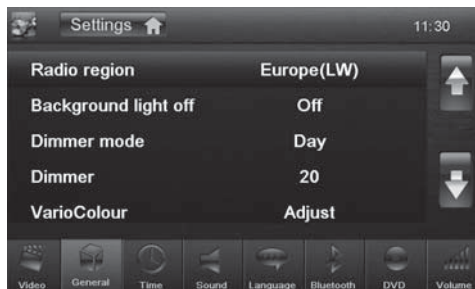 Settings 11:30
Radio region Europe(LW)
Background light off Off
Dimmer mode Day
Dimmer 20
VarioColour Adjust
Video General Time Sound Language Bluetooth DVD Volume